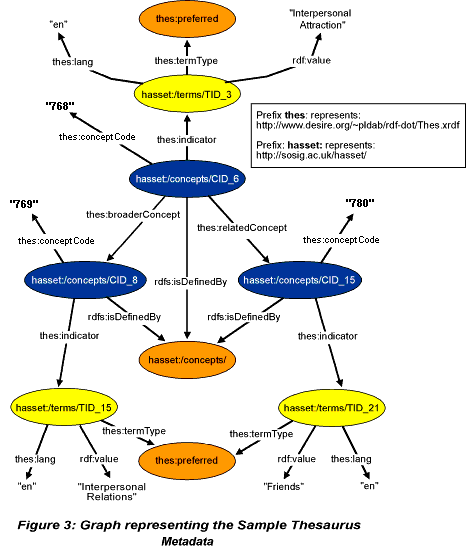 thes:preferred
"en"
"Interpersonal
Attraction"
thes:lang
thes:termType
rdf:value
hasset:/terms/TID_3
"768"
thes:conceptCode
thes:indicator
Prefix thes: represents:
http://www.desire.org/~pldab/rdf-dot/Thes.xrdf
Prefix: hasset: represents:
http://sosig.ac.uk/hasset/
hasset:/concepts/CID_6
"769"
thes:broaderConcept
thes:relatedConcept
"780"
thes:conceptCode
thes:conceptCode
hasset:/concepts/CID_8
rdfs:isDefinedBy
hasset:/concepts/CID_15
rdfs:isDefinedBy
rdfs:isDefinedBy
thes:indicator
thes:indicator
hasset:/concepts/
hasset:/terms/TID_15
hasset:/terms/TID_21
thes:termType
thes:termType
thes:lang
rdf:value
thes:preferred
rdf:value
thes:lang
"en"
"Interpersonal
Relations"
"Friends"
"en"
Figure 3: Graph representing the Sample Thesaurus
Metadata